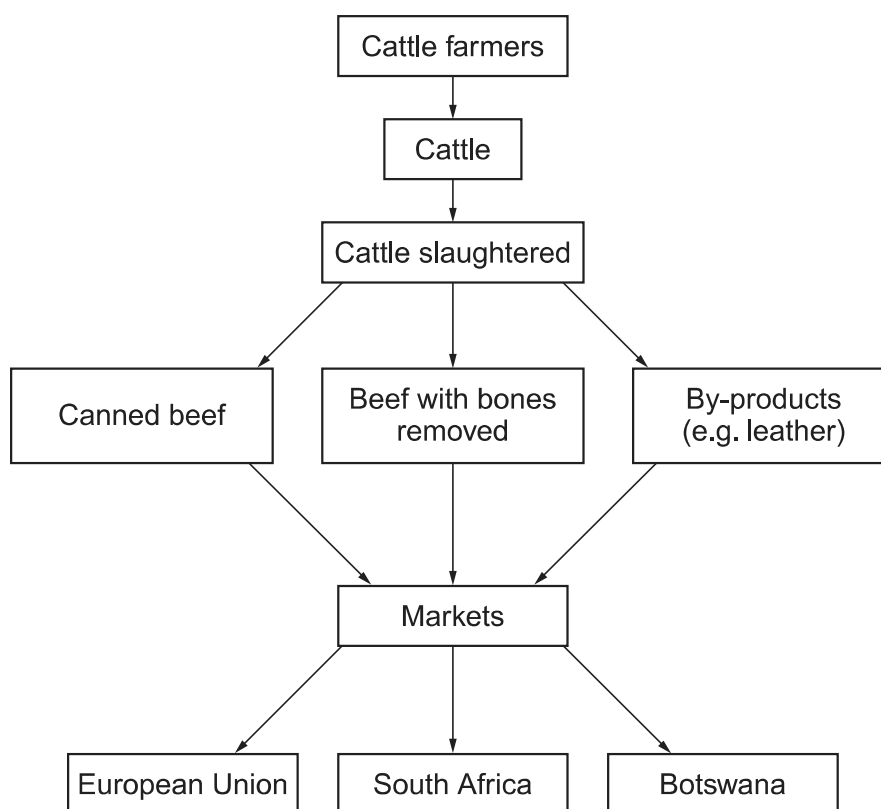 Cattle farmers
Cattle
Cattle slaughtered
Canned beef
Beef with bones
removed
By-products
(e.g. leather)
Markets
European Union
South Africa
Botswana